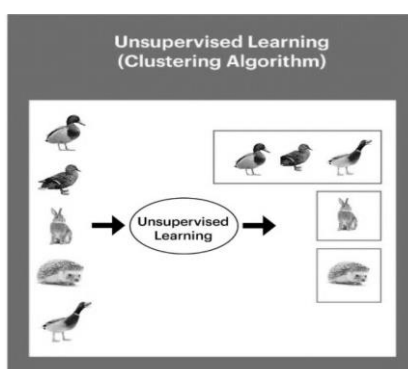 Unsupervised Learning
(Clustering Algorithm)
Unsupervised
Learning